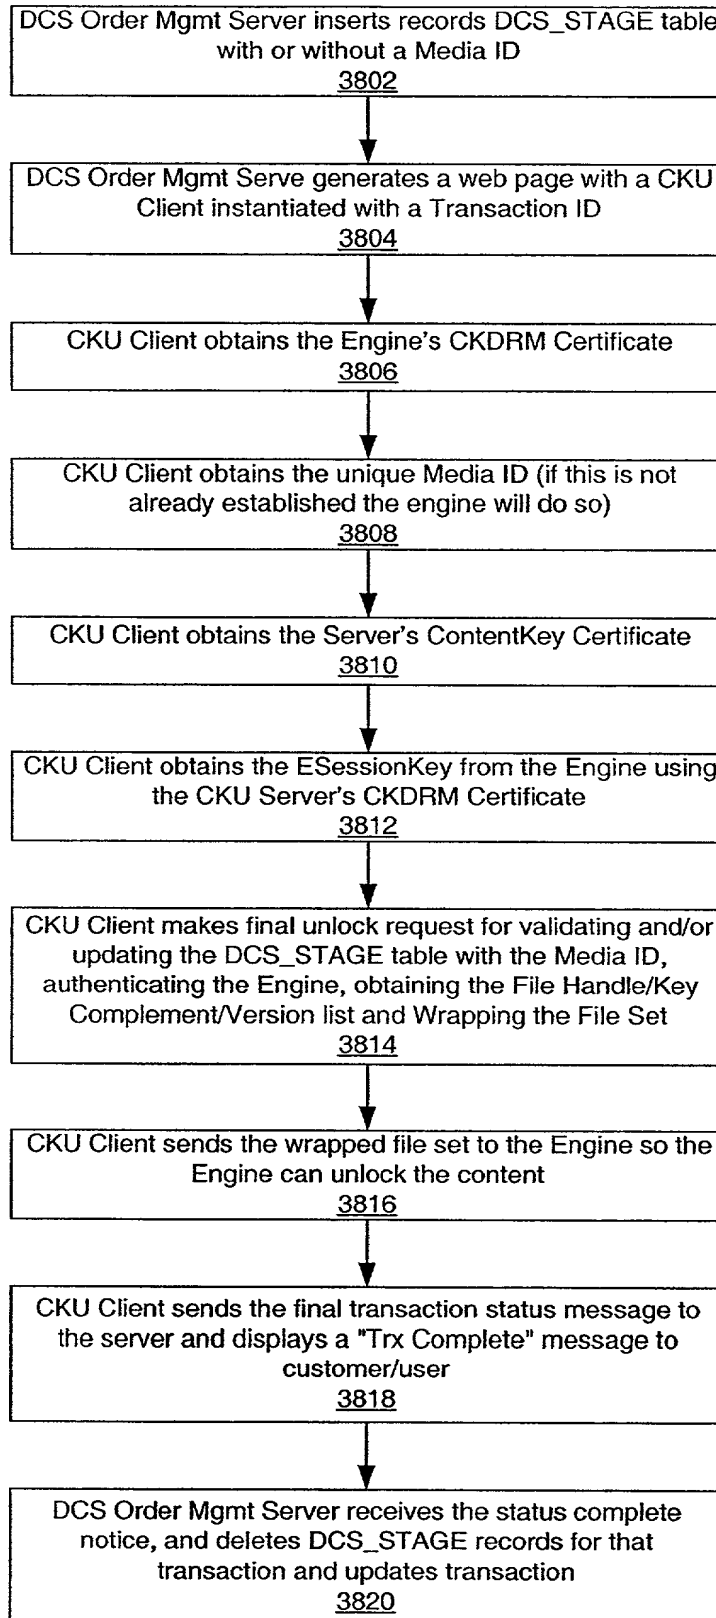 DCS Order Mgmt Server inserts records DCS_STAGE table
with or without a Media ID
3802
DCS Order Mgmt Serve generates a web page with a CKU
Client instantiated with a Transaction ID
3804
CKU Client obtains the Engine's CKDRM Certificate
3806
CKU Client obtains the unique Media ID (if this is not
already established the engine will do so)
3808
CKU Client obtains the Server's ContentKey Certificate
3810
CKU Client obtains the ESessionKey from the Engine using
the CKU Server's CKDRM Certificate
3812
CKU Client makes final unlock request for validating and/or
updating the DCS_STAGE table with the Media ID,
authenticating the Engine, obtaining the File Handle/Key
Complement/Version list and Wrapping the File Set
3814
CKU Client sends the wrapped file set to the Engine so the
Engine can unlock the content
3816
CKU Client sends the final transaction status message to
the server and displays a "Trx Complete" message to
customer/user
3818
DCS Order Mgmt Server receives the status complete
notice, and deletes DCS_STAGE records for that
transaction and updates transaction
3820